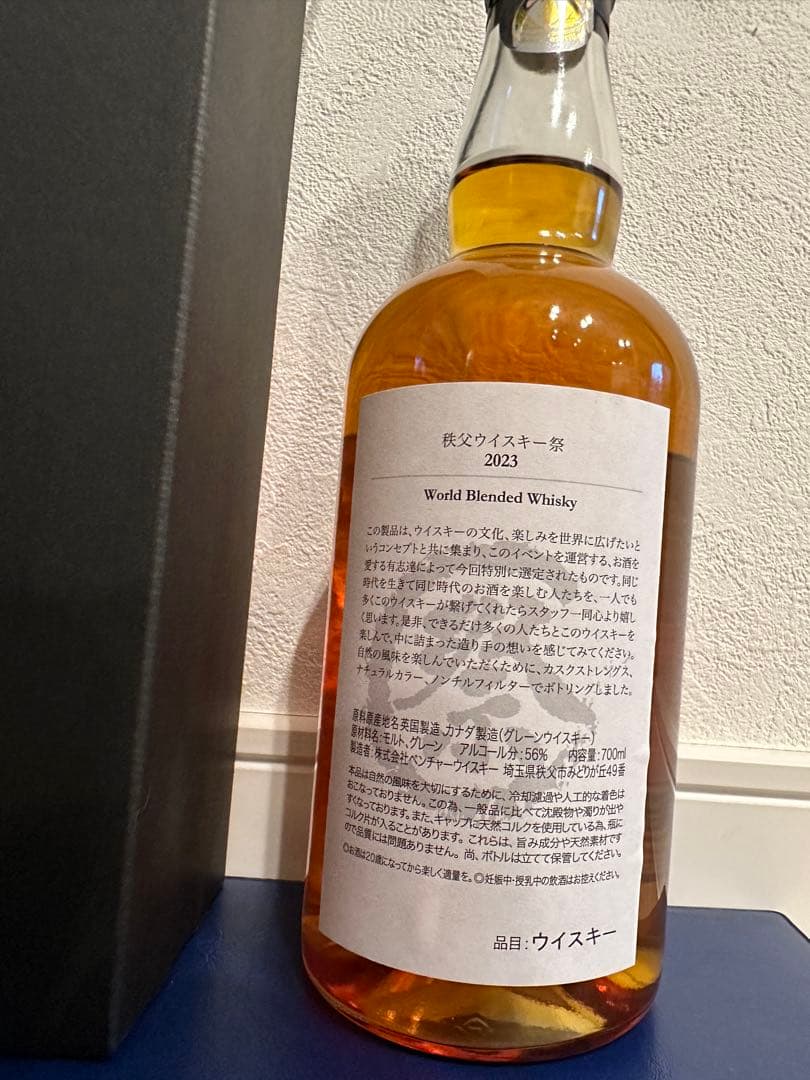 秩父ウイスキー祭
2023
World Blended Whisky
この製品は、ウイスキーの文化、楽しみを世界に広げたいと
いうコンセプトと共に集まり、このイベントを運営する、お酒を
愛する有志達によって今回特別に選定されたものです。同じ
時代を生きて同じ時代のお酒を楽しむ人たちを、一人でも
多くこのウイスキーが繋げてくれたらスタッフ一同心より嬉し
く思います。是非、できるだけ多くの人たちとこのウイスキーを
楽しんで、中に詰まった造り手の想いを感じてみてください。
自然の風味を楽しんでいただくために、カスクストレングス、
ナチュラルカラー、ノンチルフィルターでボトリングしました。
原料原産地名英国製造、カナダ製造(グレーンウイスキー)
原材料名:モルト、グレーン アルコール分:56% 内容量:700ml
製造者:株式会社ベンチャーウイスキー 埼玉県秩父市みどりが丘49番
本品は自然の風味を大切にするために、冷却濾過や人工的な着色は
おこなっておりません。この為、一般品に比べて沈殿物や濁りが出や
すくなっております。また、キャップに天然コルクを使用している為、瓶に
コルク片が入ることがあります。これらは、旨み成分や天然素材です
ので品質には問題ありません。尚、ボトルは立てて保管してください。
◎お酒は20歳になってから楽しく適量を。◎妊娠中・授乳中の飲酒はお控えください。
品目:ウイスキー